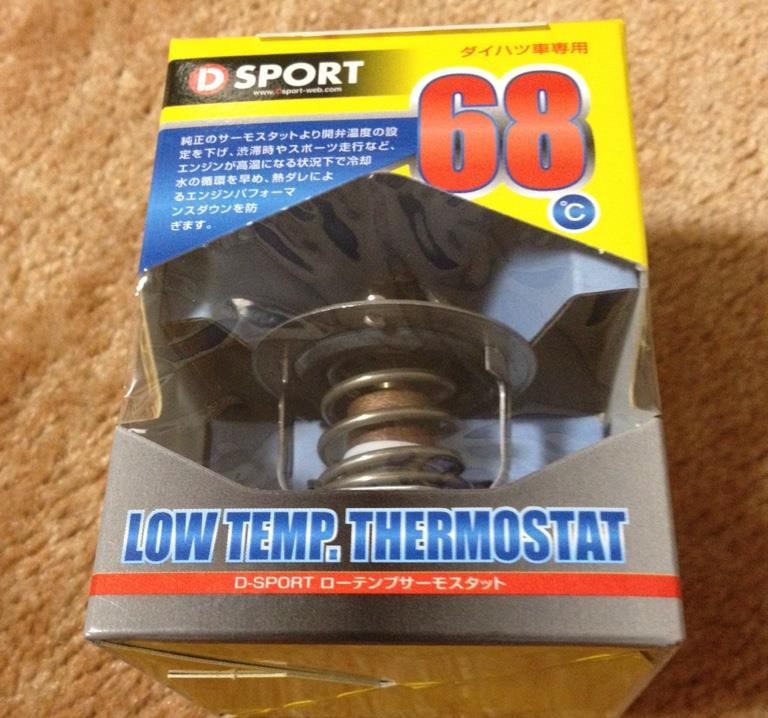 ダイハツ車専用
D SPORT
www.Dsport-web.com
68
℃
純正のサーモスタットより開弁温度の設
定を下げ、渋滞時やスポーツ走行など、
エンジンが高温になる状況下で冷却
水の循環を早め、熱ダレによ
るエンジンパフォーマ
ンスダウンを防
ぎます。
LOW TEMP. THERMOSTAT
D-SPORT ローテンプサーモスタット